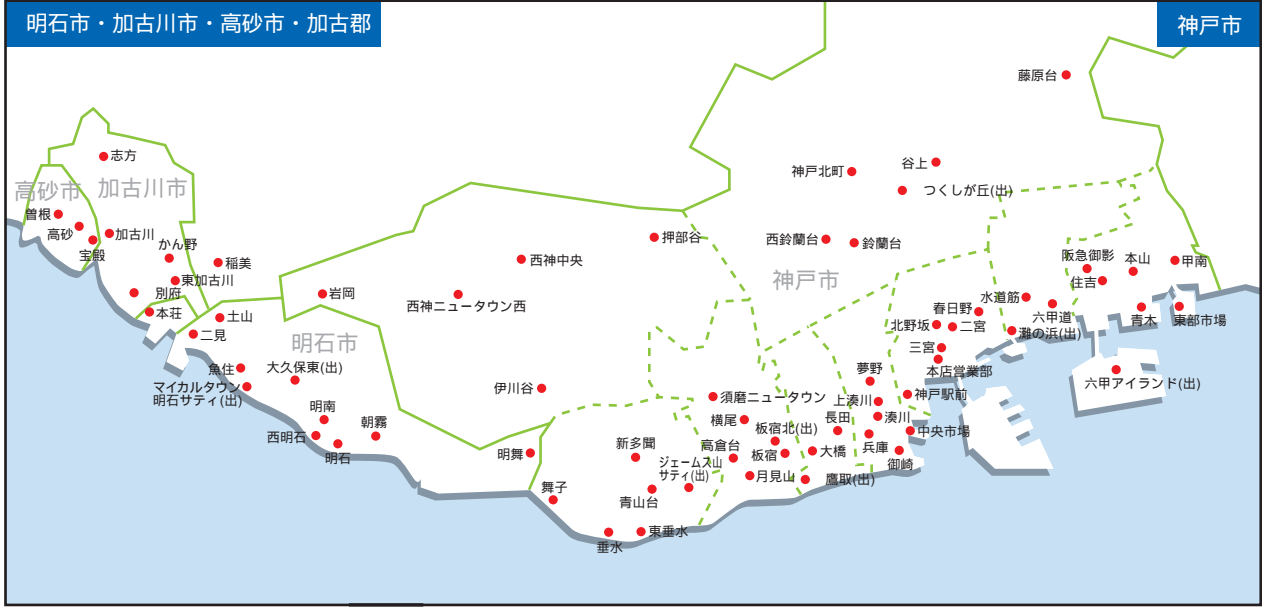 明石市・加古川市・高砂市・加古郡
神戸市
藤原台
志方
高砂市
加古川市
神戸北町
谷上
つくしが丘(出)
曽根
高砂
宝殿
加古川
かん野
稲美
押部谷
西鈴蘭台
鈴蘭台
西神中央
神戸市
阪急御影
本山
甲南
住吉
東加古川
別府
本荘
岩岡
西神ニュータウン西
水道筋
春日野
六甲道
青木
東部市場
土山
二見
明石市
北野坂
二宮
灘の浜(出)
三宮
本店営業部
魚住
大久保東(出)
マイカルタウン
明石サティ(出)
伊川谷
夢野
六甲アイランド(出)
須磨ニュータウン
上湊川
神戸駅前
明南
朝霧
横尾
長田
湊川
板宿北(出)
中央市場
西明石
明石
新多聞
高倉台
板宿
大橋
兵庫
御崎
明舞
ジェームス山
サティ(出)
月見山
鷹取(出)
舞子
青山台
垂水
東垂水